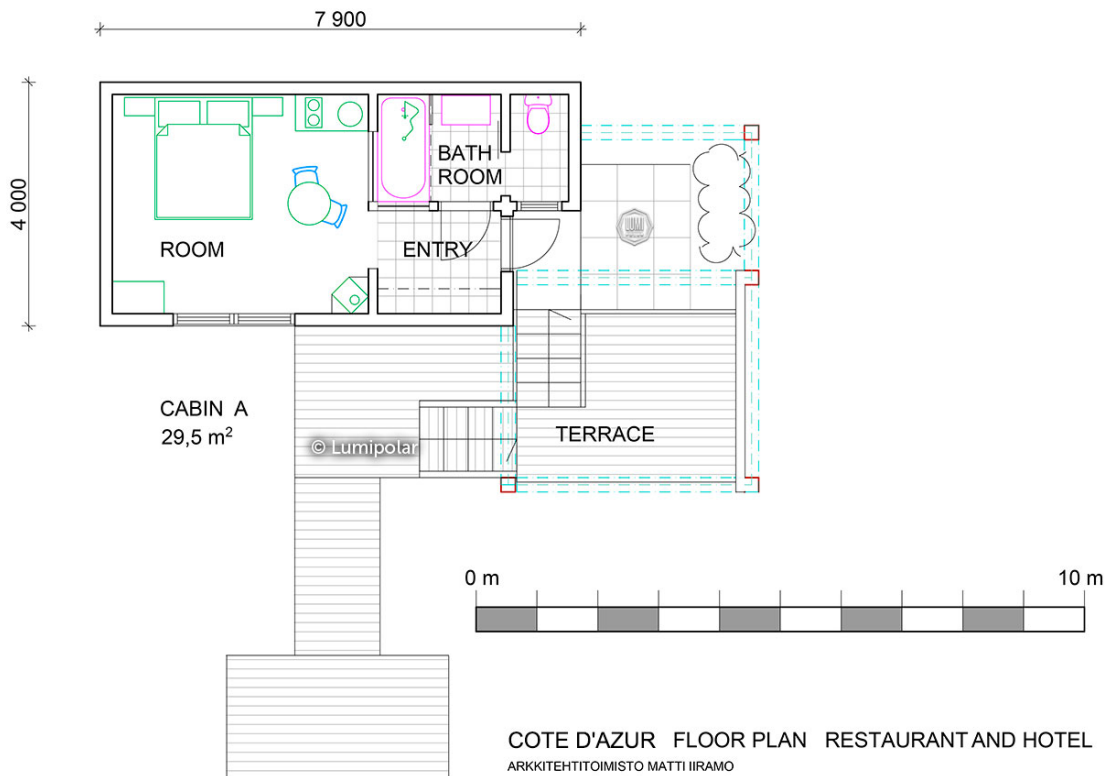 7 900
4 000
BATH
ROOM
ROOM
ENTRY
LUMI
CABIN A
29,5 m²
© Lumipolar
TERRACE
0 m
10 m
COTE D'AZUR FLOOR PLAN RESTAURANT AND HOTEL
ARKKITEHTITOIMISTO MATTI IIRAMO